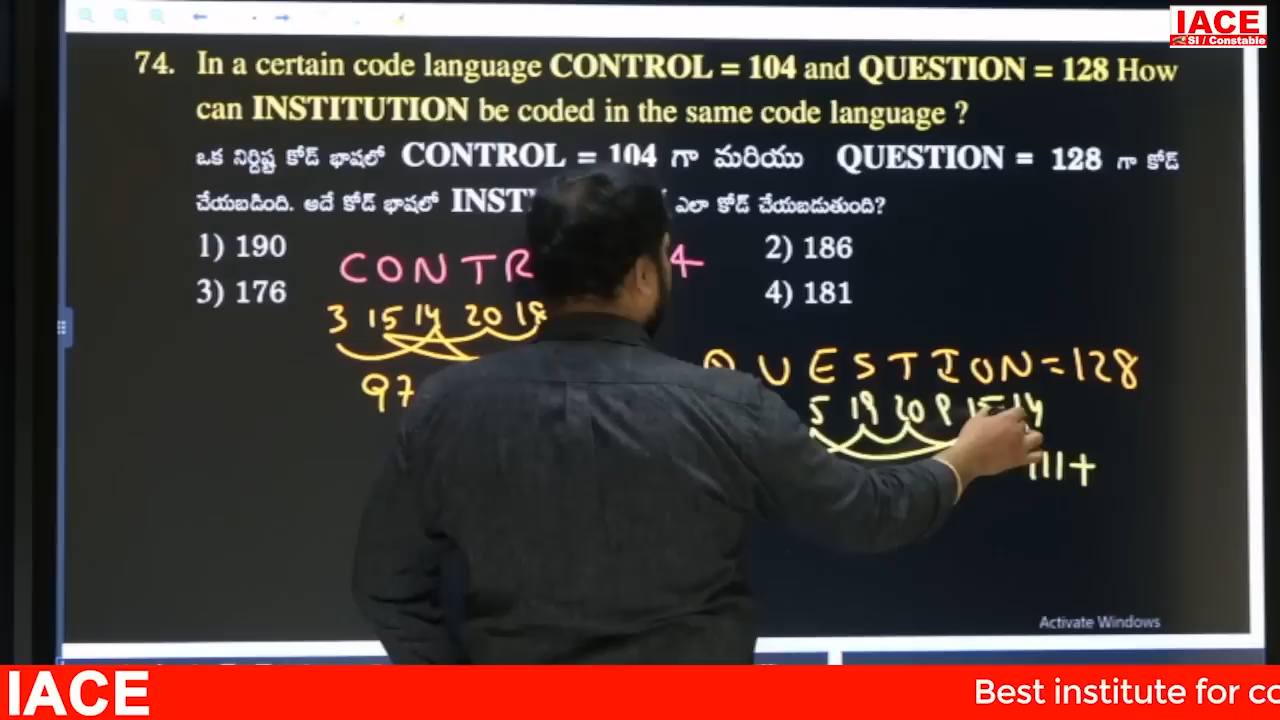 IACE
SI / Constable
74. In a certain code language CONTROL = 104 and QUESTION = 128 How
can INSTITUTION be coded in the same code language ?
ఒక నిర్దిష్ట కోడ్ భాషలో CONTROL = 104 గా మరియు QUESTION = 128 గా కోడ్
చేయబడింది. అదే కోడ్ భాషలో ఎలా కోడ్ చేయబడుతుంది?
1) 190
2) 186
3) 176
4) 181
CONTR 4
3 15 14 20 18
97
UESTION=128
5 19 20 9 15 14
111+
Activate Windows
IACE
Best institute for